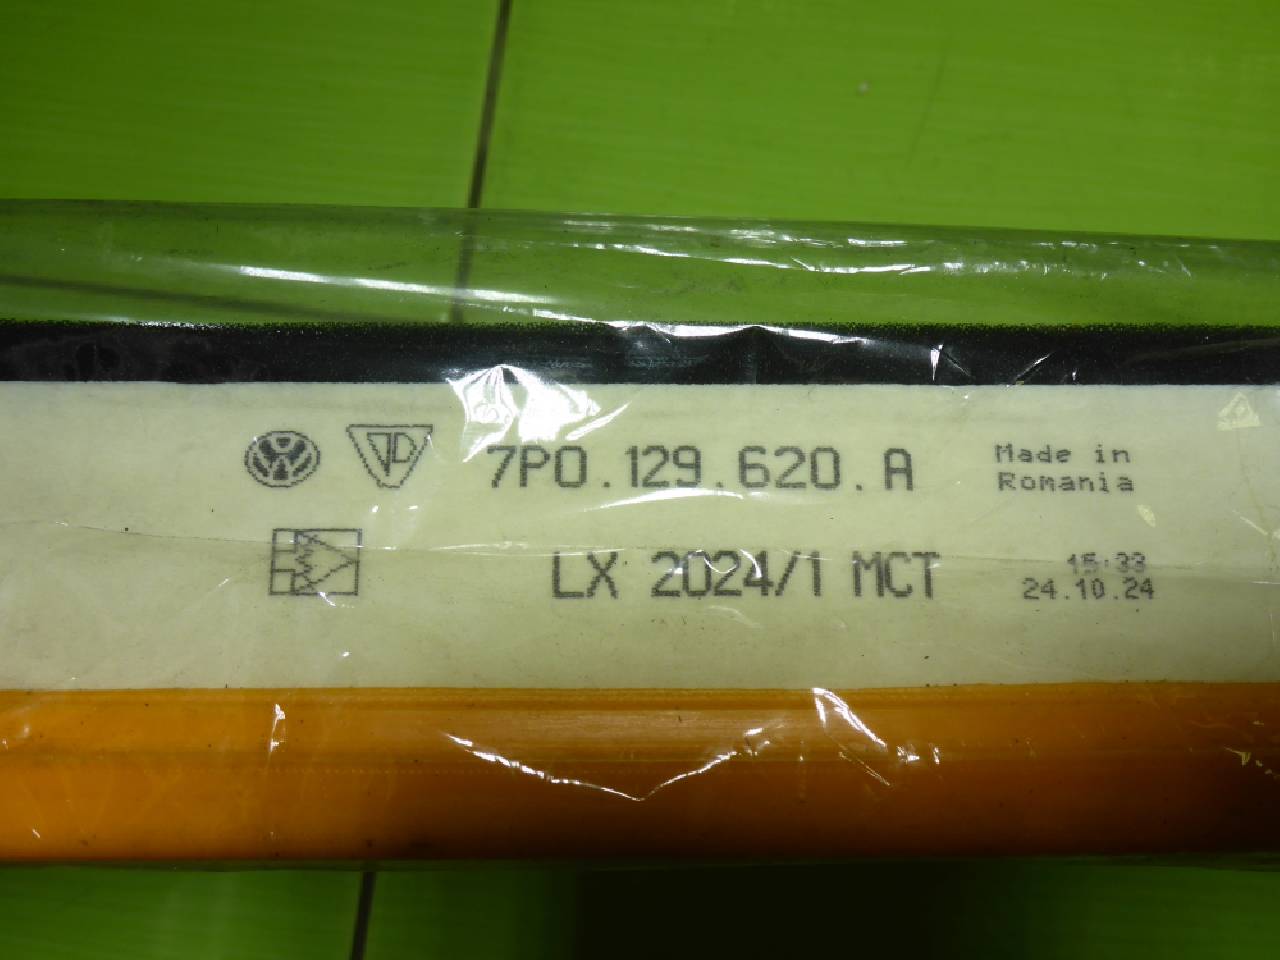 7P0.129.620.A
Made in
Romania
LX 2024/1 MCT
15:33
24.10.24